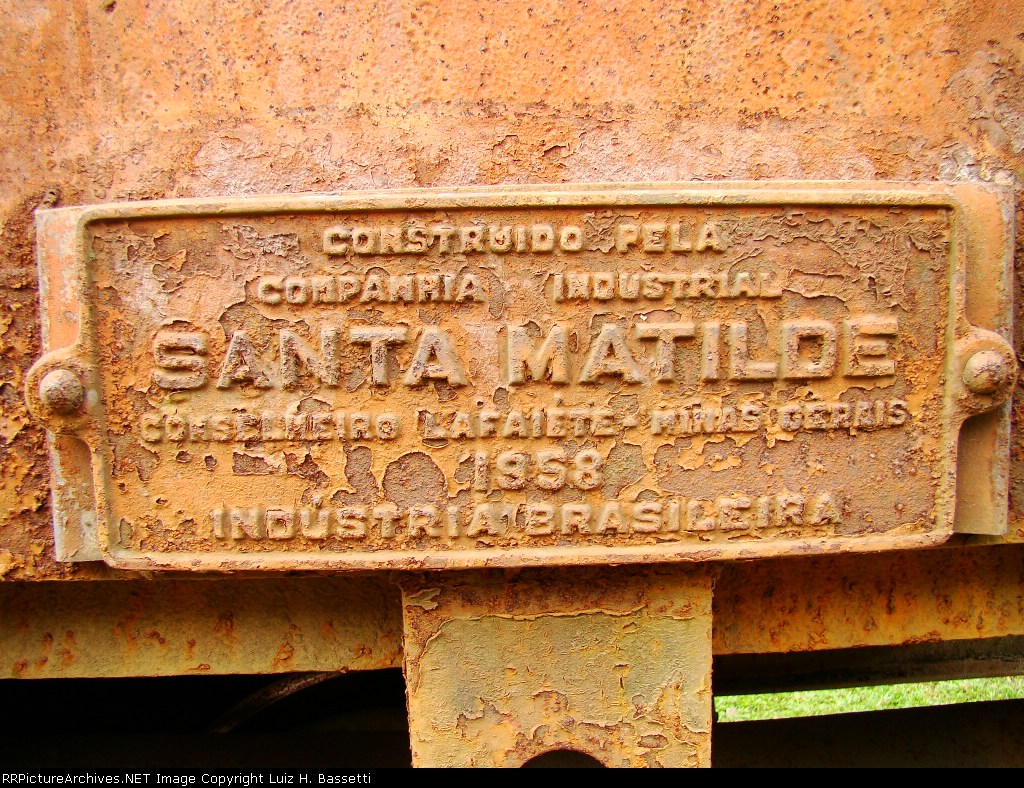 CONSTRUIDO PELA
COMPANHIA INDUSTRIAL
SANTA MATILDE
CONSELHEIRO LAFAIETE - MINAS GERAIS
1958
INDUSTRIA BRASILEIRA
RRPictureArchives.NET Image Copyright Luiz H. Bassetti